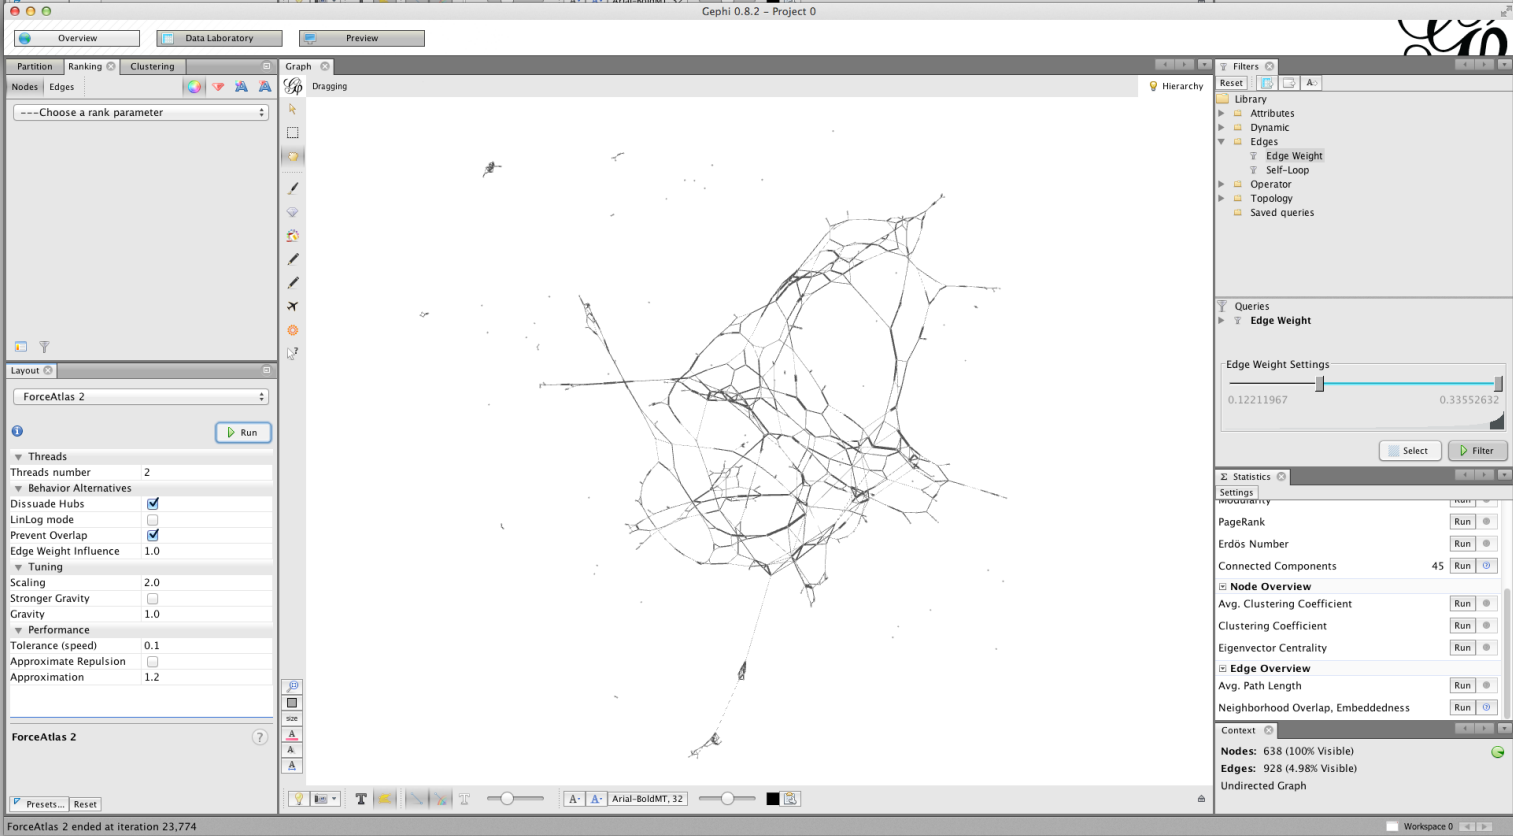 Gephi 0.8.2 - Project 0
Overview
Data Laboratory
Preview
Partition
Ranking
Clustering
Nodes
Edges
---Choose a rank parameter
Layout
ForceAtlas 2
Run
Threads
Threads number 2
Behavior Alternatives
Dissuade Hubs
LinLog mode
Prevent Overlap
Edge Weight Influence 1.0
Tuning
Scaling 2.0
Stronger Gravity
Gravity 1.0
Performance
Tolerance (speed) 0.1
Approximate Repulsion
Approximation 1.2
ForceAtlas 2
?
Presets...
Reset
ForceAtlas 2 ended at iteration 23,774
Graph
Dragging
Hierarchy
size
A
A
A
T
T
A-
A-
Arial-BoldMT, 32
Filters
Reset
Library
Attributes
Dynamic
Edges
Edge Weight
Self-Loop
Operator
Topology
Saved queries
Queries
Edge Weight
Edge Weight Settings
0.12211967 0.33552632
Select
Filter
Σ Statistics
Settings
Modularity Run
PageRank Run
Erdös Number Run
Connected Components 45 Run
Node Overview
Avg. Clustering Coefficient Run
Clustering Coefficient Run
Eigenvector Centrality Run
Edge Overview
Avg. Path Length Run
Neighborhood Overlap, Embeddedness Run
Context
Nodes: 638 (100% Visible)
Edges: 928 (4.98% Visible)
Undirected Graph
Workspace 0